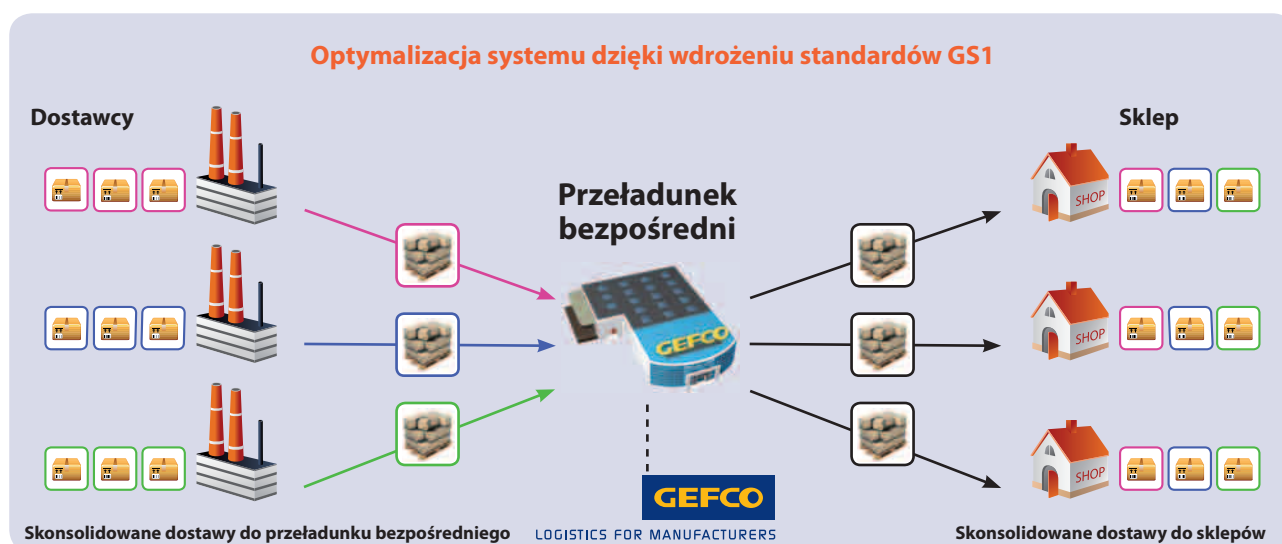 Optymalizacja systemu dzięki wdrożeniu standardów GS1
Dostawcy
Sklep
Przeładunek
bezpośredni
SHOP
SHOP
SHOP
GEFCO
GEFCO
LOGISTICS FOR MANUFACTURERS
Skonsolidowane dostawy do przeładunku bezpośredniego
Skonsolidowane dostawy do sklepów